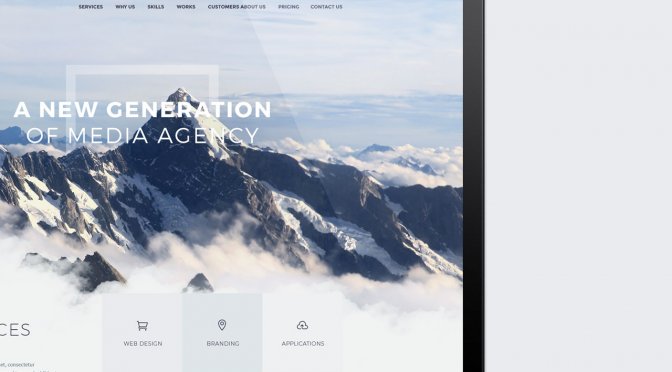 SERVICES WHY US SKILLS WORKS CUSTOMERS ABOUT US PRICING CONTACT US
A NEW GENERATION
OF MEDIA AGENCY
CES
WEB DESIGN BRANDING APPLICATIONS
et, consectetur